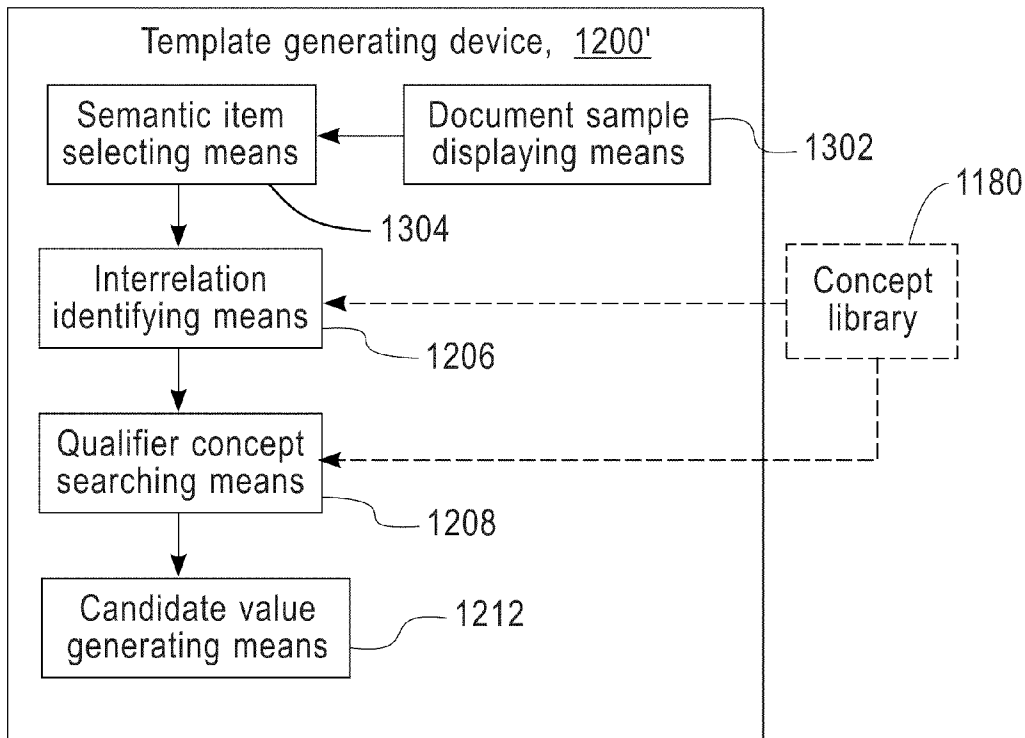 Template generating device, 1200'
Semantic item
selecting means
Document sample
displaying means
1302
1304
1180
Concept
library
Interrelation
identifying means
1206
Qualifier concept
searching means
1208
Candidate value
generating means
1212